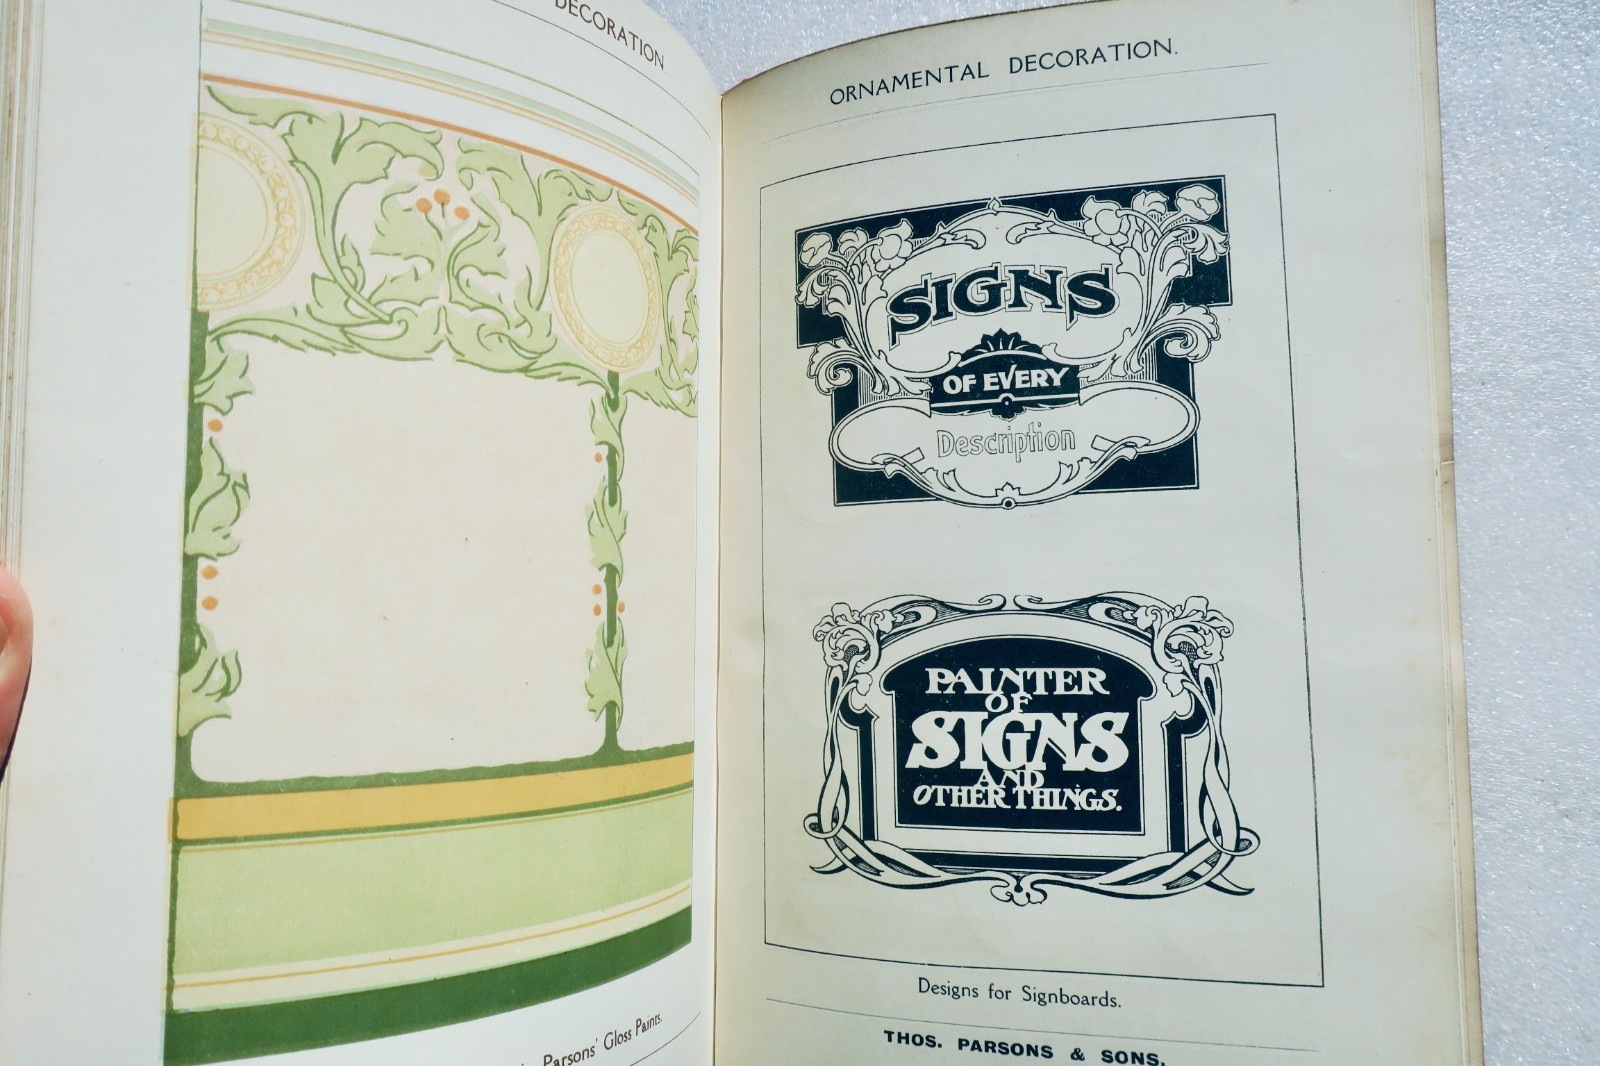 DECORATION
Parsons' Gloss Paints.
ORNAMENTAL DECORATION.
SIGNS
OF EVERY
Description
PAINTER
OF
SIGNS
AND
OTHER THINGS.
Designs for Signboards.
THOS. PARSONS & SONS.